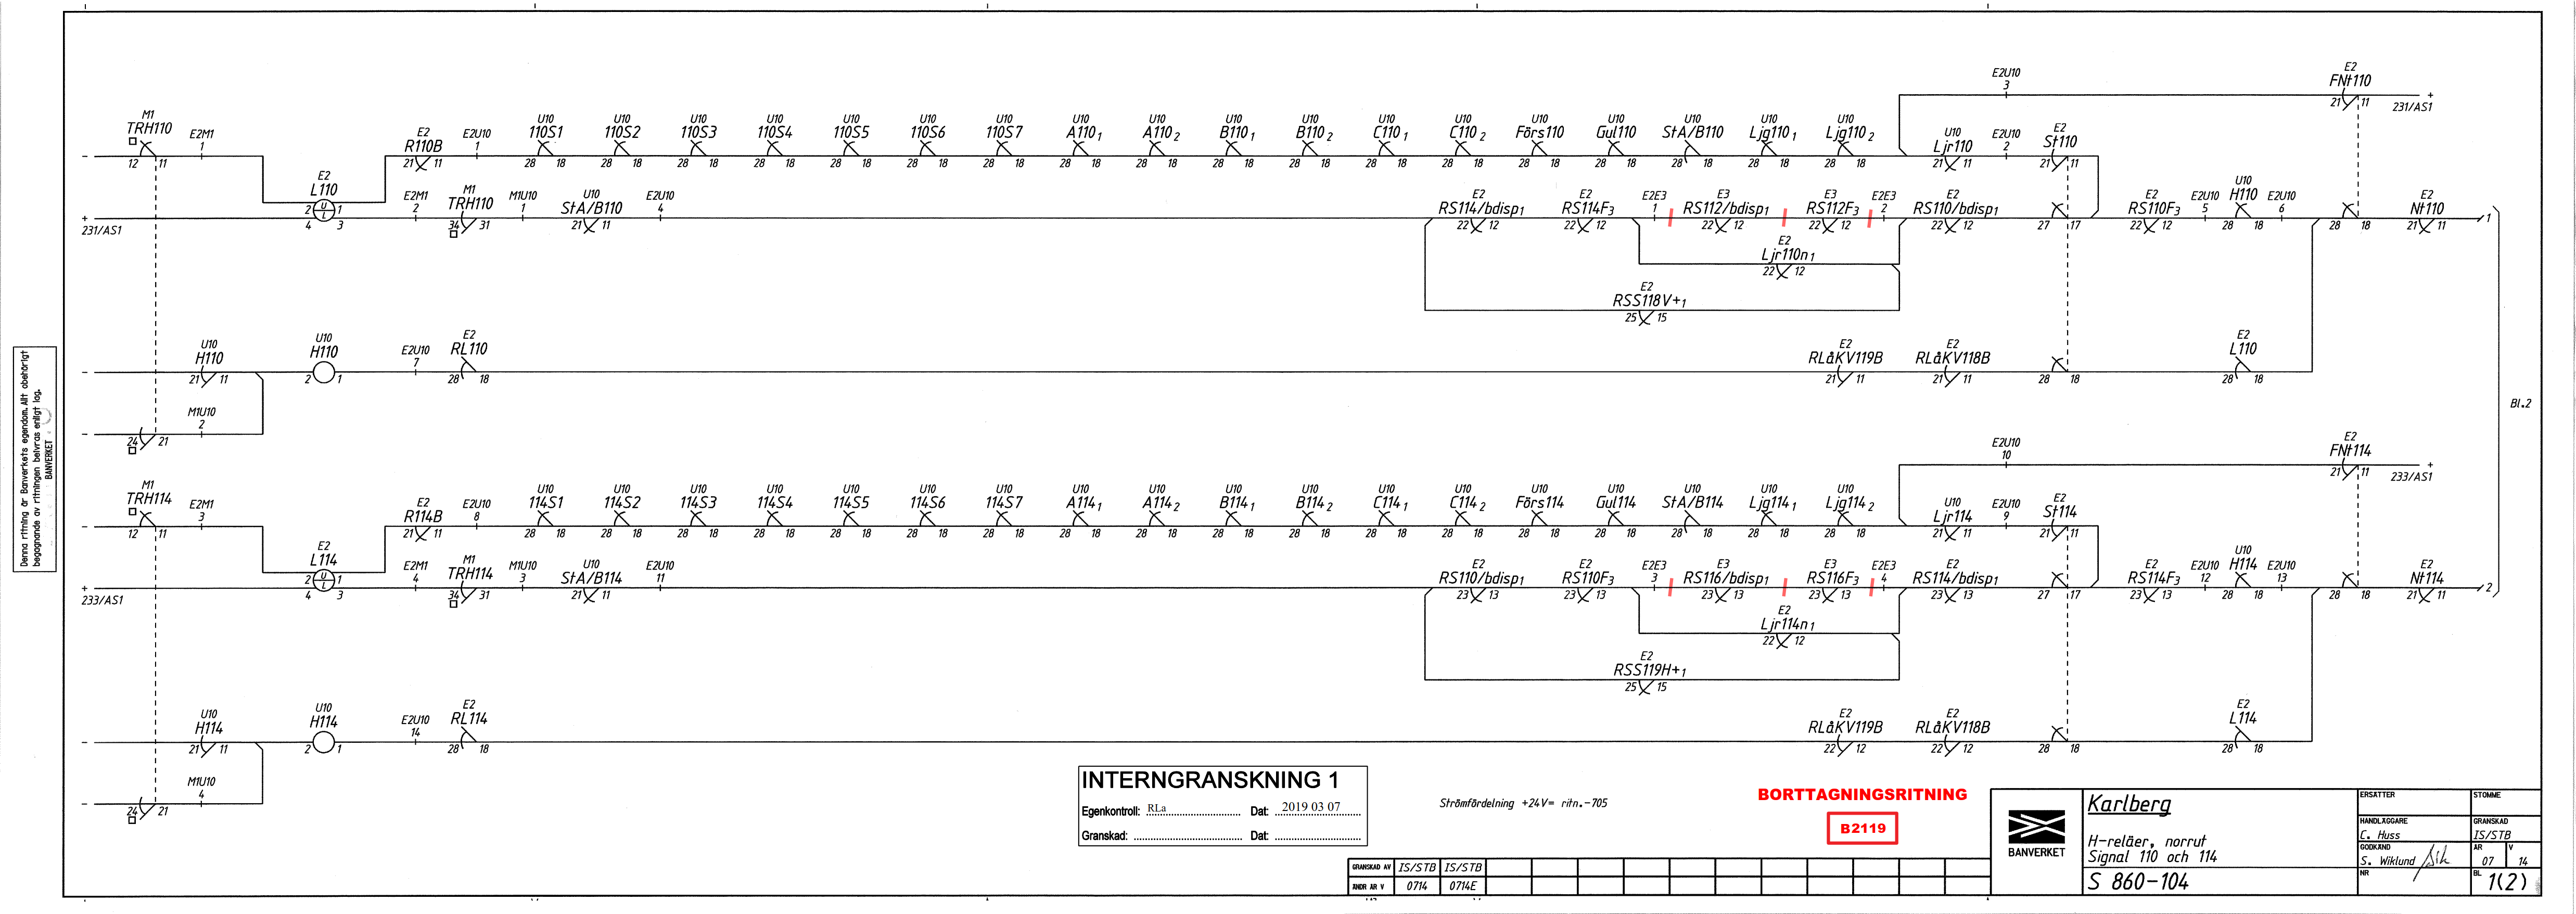 E2U10
3
E2
FNt110
21 11
+
231/AS1
M1
TRH110
12 11
E2M1
1
E2
R110B
21 11
E2U10
1
U10
110S1
28 18
U10
110S2
28 18
U10
110S3
28 18
U10
110S4
28 18
U10
110S5
28 18
U10
110S6
28 18
U10
110S7
28 18
U10
A110 1
28 18
U10
A110 2
28 18
U10
B110 1
28 18
U10
B110 2
28 18
U10
C110 1
28 18
U10
C110 2
28 18
U10
Förs110
28 18
U10
Gul110
28 18
U10
StA/B110
28 18
U10
Ljg110 1
28 18
U10
Ljg110 2
28 18
U10
Ljr110
21 11
E2U10
2
E2
St110
21 11
E2
L110
2 U 1
4 L 3
+
231/AS1
E2M1
2
M1
TRH110
34 31
M1U10
1
U10
StA/B110
21 11
E2U10
4
E2
RS114/bdisp1
22 12
E2
RS114F3
22 12
E2E3
1
E3
RS112/bdisp1
22 12
E3
RS112F3
22 12
E2E3
2
E2
RS110/bdisp1
22 12
27 17
E2
RS110F3
22 12
E2U10
5
U10
H110
28 18
E2U10
6
28 18
E2
Nt110
21 11
1
E2
Ljr110n1
22 12
E2
RSS118V+1
25 15
U10
H110
21 11
U10
H110
2 1
E2U10
7
E2
RL110
28 18
E2
RLåKV119B
21 11
E2
RLåKV118B
21 11
28 18
E2
L110
28 18
M1U10
2
24 21
Bl.2
E2U10
10
E2
FNt114
21 11
+
233/AS1
M1
TRH114
12 11
E2M1
3
E2
R114B
21 11
E2U10
8
U10
114S1
28 18
U10
114S2
28 18
U10
114S3
28 18
U10
114S4
28 18
U10
114S5
28 18
U10
114S6
28 18
U10
114S7
28 18
U10
A114 1
28 18
U10
A114 2
28 18
U10
B114 1
28 18
U10
B114 2
28 18
U10
C114 1
28 18
U10
C114 2
28 18
U10
Förs114
28 18
U10
Gul114
28 18
U10
StA/B114
28 18
U10
Ljg114 1
28 18
U10
Ljg114 2
28 18
U10
Ljr114
21 11
E2U10
9
E2
St114
21 11
E2
L114
2 U 1
4 L 3
+
233/AS1
E2M1
4
M1
TRH114
34 31
M1U10
3
U10
StA/B114
21 11
E2U10
11
E2
RS110/bdisp1
23 13
E2
RS110F3
23 13
E2E3
3
E3
RS116/bdisp1
23 13
E3
RS116F3
23 13
E2E3
4
E2
RS114/bdisp1
23 13
27 17
E2
RS114F3
23 13
E2U10
12
U10
H114
28 18
E2U10
13
28 18
E2
Nt114
21 11
2
E2
Ljr114n1
22 12
E2
RSS119H+1
25 15
U10
H114
21 11
U10
H114
2 1
E2U10
14
E2
RL114
28 18
E2
RLåKV119B
22 12
E2
RLåKV118B
22 12
28 18
E2
L114
28 18
M1U10
4
24 21
Denna ritning är Banverkets egendom. Allt obehörigt
begagnande av ritningen beivras enligt lag.
BANVERKET
INTERNGRANSKNING 1
Egenkontroll: RLa Dat: 2019 03 07
Granskad: Dat:
Strömfördelning +24V= ritn.-705
BORTTAGNINGSRITNING
B2119
GRANSKAD AV IS/STB IS/STB
ÄNDR ÅR V 0714 0714E
BANVERKET
Karlberg
H-reläer, norrut
Signal 110 och 114
S 860-104
ERSÄTTER
STOMME
HANDLÄGGARE
C. Huss
GRANSKAD
IS/STB
GODKÄND
S. Wiklund
ÅR V
07 14
NR
BL
1(2)